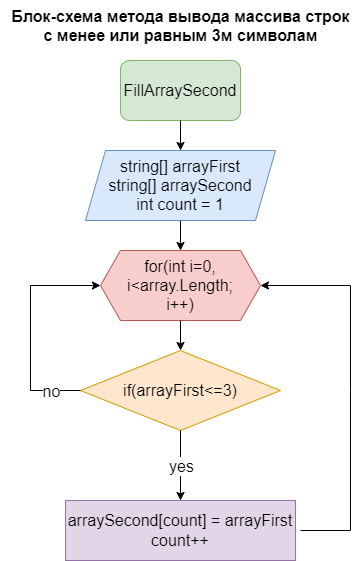 Блок-схема метода вывода массива строк
с менее или равным 3м символам
FillArraySecond
string[] arrayFirst
string[] arraySecond
int count = 1
for(int i=0,
i<array.Length;
i++)
if(arrayFirst<=3)
no
yes
arraySecond[count] = arrayFirst
count++